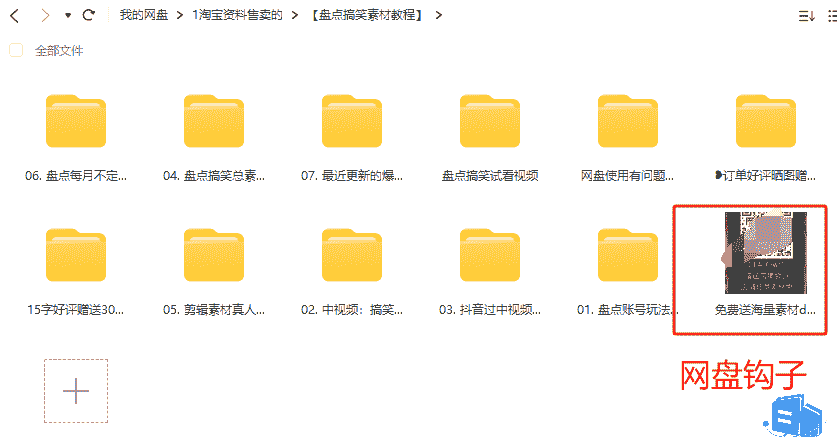 我的网盘 > 1淘宝资料售卖的 > 【盘点搞笑素材教程】 >
全部文件
06. 盘点每月不定... 04. 盘点搞笑总素... 07. 最近更新的爆... 盘点搞笑试看视频 网盘使用有问题... ❥订单好评晒图赠...
15字好评赠送30... 05. 剪辑素材真人... 02. 中视频：搞笑... 03. 抖音过中视频... 01. 盘点账号玩法... 免费送海量素材d...
网盘钩子